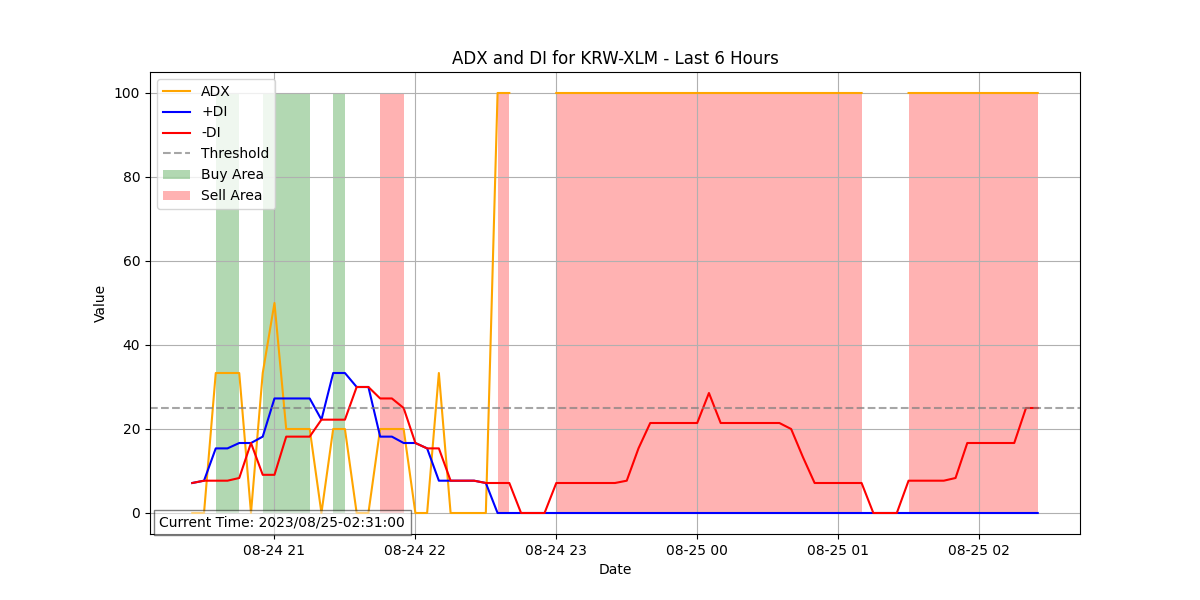 ADX and DI for KRW-XLM - Last 6 Hours
ADX
+DI
-DI
Threshold
Buy Area
Sell Area
100
80
60
40
20
0
Value
Current Time: 2023/08/25-02:31:00
08-24 21
08-24 22
08-24 23
08-25 00
08-25 01
08-25 02
Date